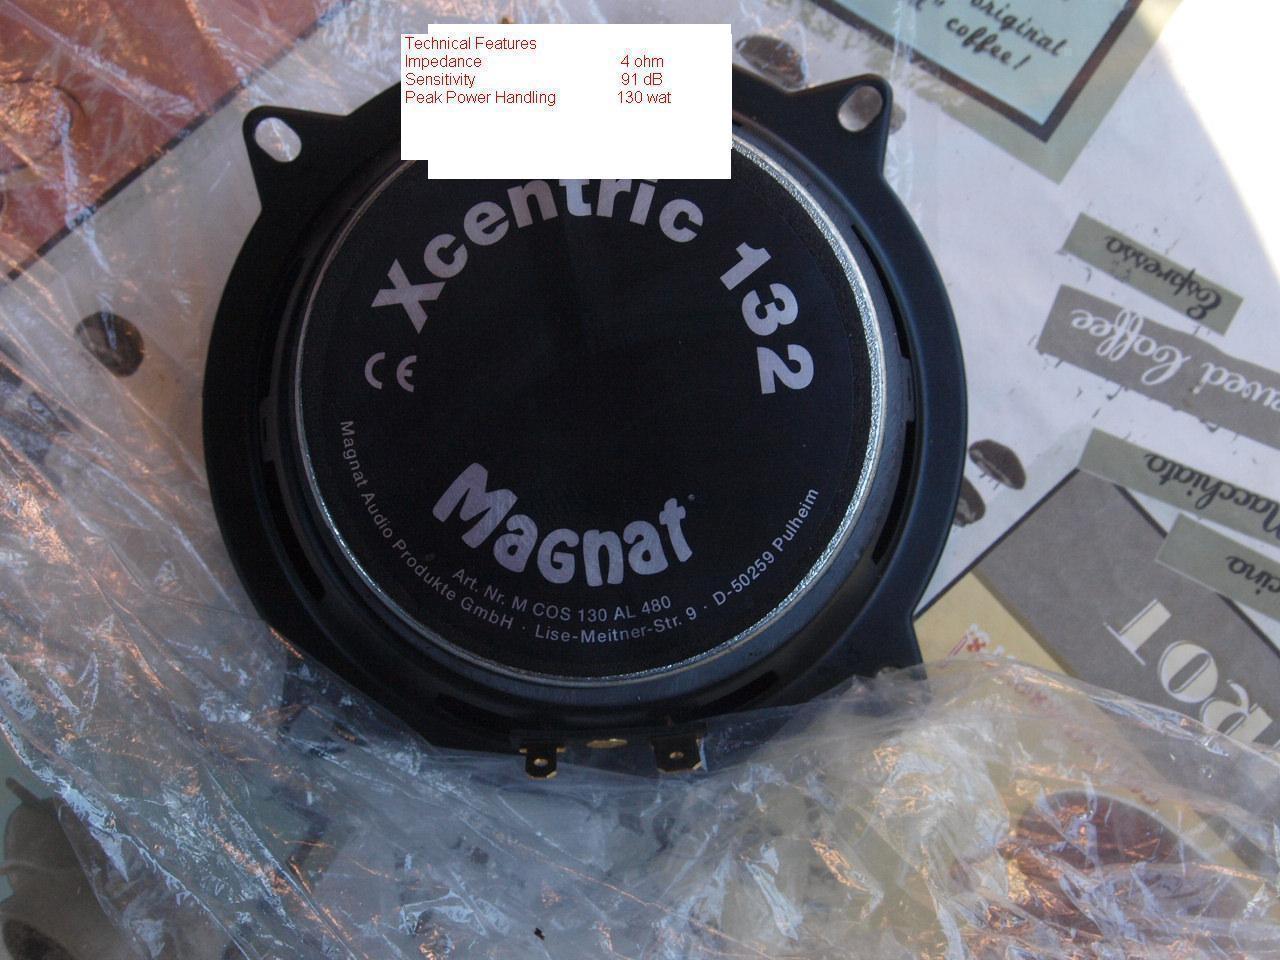 Technical Features
Impedance 4 ohm
Sensitivity 91 dB
Peak Power Handling 130 wat
original
coffee!
Xcentric 132
CE
Magnat
Art. Nr. M COS 130 AL 480
Magnat Audio Produkte GmbH · Lise-Meitner-Str. 9 · D-50259 Pulheim
Espresso
Coffee
Macchiato
ROT